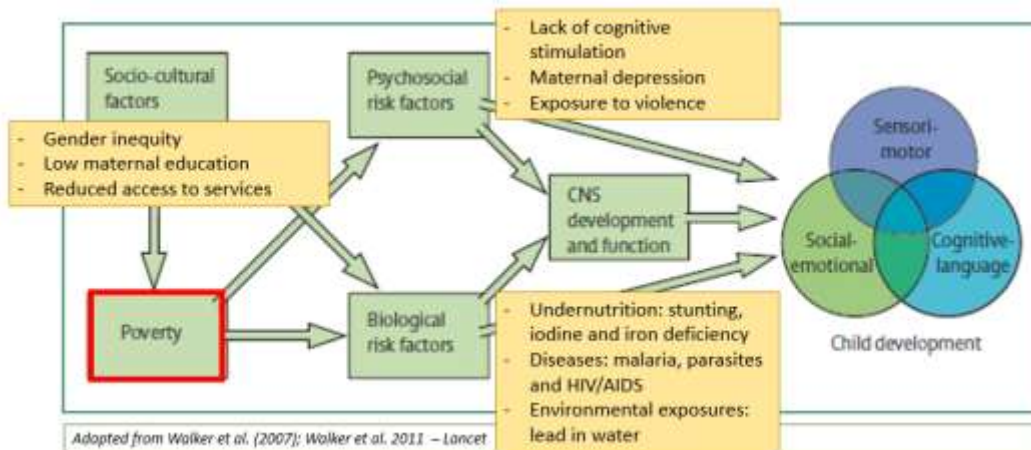 Socio-cultural
factors
- Gender inequity
- Low maternal education
- Reduced access to services
Poverty
Psychosocial
risk factors
- Lack of cognitive
stimulation
- Maternal depression
- Exposure to violence
Biological
risk factors
- Undernutrition: stunting,
iodine and iron deficiency
- Diseases: malaria, parasites
and HIV/AIDS
- Environmental exposures:
lead in water
CNS
development
and function
Sensori-
motor
Social-
emotional
Cognitive-
language
Child development
Adapted from Walker et al. (2007); Walker et al. 2011 – Lancet